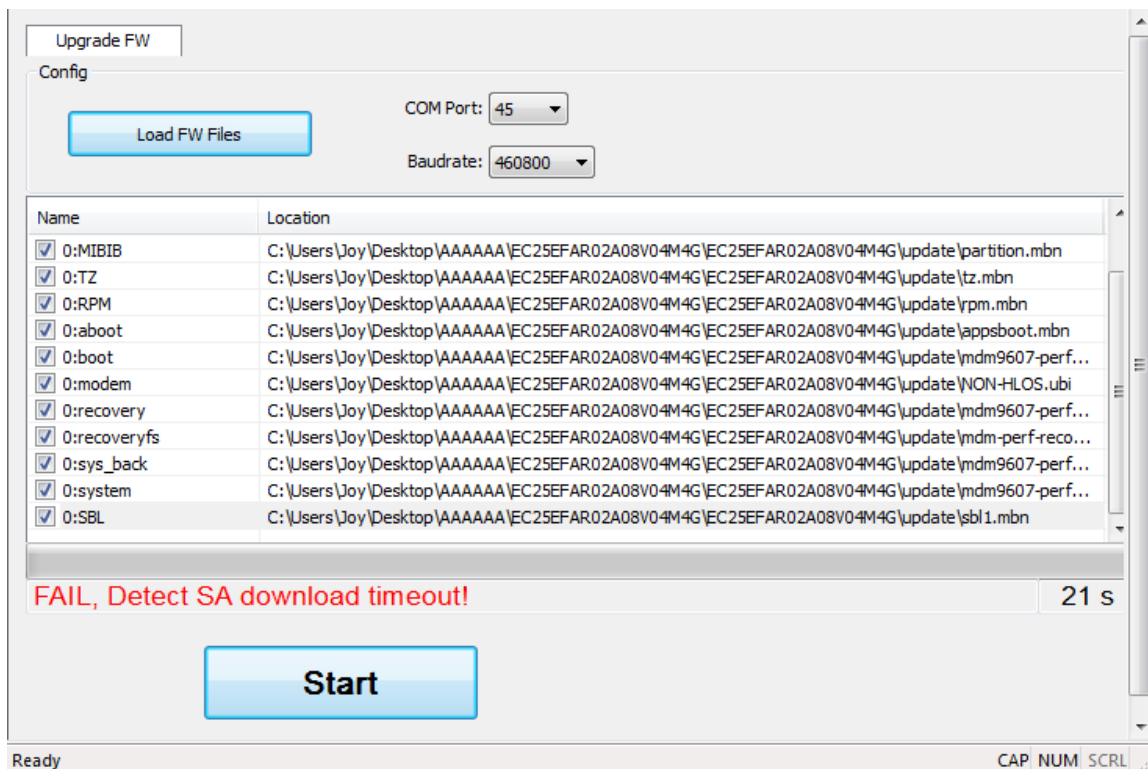 Upgrade FW
Config
Load FW Files
COM Port: 45
Baudrate: 460800
Name Location
0:MIBIB C:\Users\Joy\Desktop\AAAAAA\EC25EFAR02A08V04M4G\EC25EFAR02A08V04M4G\update\partition.mbn
0:TZ C:\Users\Joy\Desktop\AAAAAA\EC25EFAR02A08V04M4G\EC25EFAR02A08V04M4G\update\tz.mbn
0:RPM C:\Users\Joy\Desktop\AAAAAA\EC25EFAR02A08V04M4G\EC25EFAR02A08V04M4G\update\rpm.mbn
0:aboot C:\Users\Joy\Desktop\AAAAAA\EC25EFAR02A08V04M4G\EC25EFAR02A08V04M4G\update\appsboot.mbn
0:boot C:\Users\Joy\Desktop\AAAAAA\EC25EFAR02A08V04M4G\EC25EFAR02A08V04M4G\update\mdm9607-perf...
0:modem C:\Users\Joy\Desktop\AAAAAA\EC25EFAR02A08V04M4G\EC25EFAR02A08V04M4G\update\NON-HLOS.ubi
0:recovery C:\Users\Joy\Desktop\AAAAAA\EC25EFAR02A08V04M4G\EC25EFAR02A08V04M4G\update\mdm9607-perf...
0:recoveryfs C:\Users\Joy\Desktop\AAAAAA\EC25EFAR02A08V04M4G\EC25EFAR02A08V04M4G\update\mdm-perf-reco...
0:sys_back C:\Users\Joy\Desktop\AAAAAA\EC25EFAR02A08V04M4G\EC25EFAR02A08V04M4G\update\mdm9607-perf...
0:system C:\Users\Joy\Desktop\AAAAAA\EC25EFAR02A08V04M4G\EC25EFAR02A08V04M4G\update\mdm9607-perf...
0:SBL C:\Users\Joy\Desktop\AAAAAA\EC25EFAR02A08V04M4G\EC25EFAR02A08V04M4G\update\sbl1.mbn
FAIL, Detect SA download timeout! 21 s
Start
Ready CAP NUM SCRL